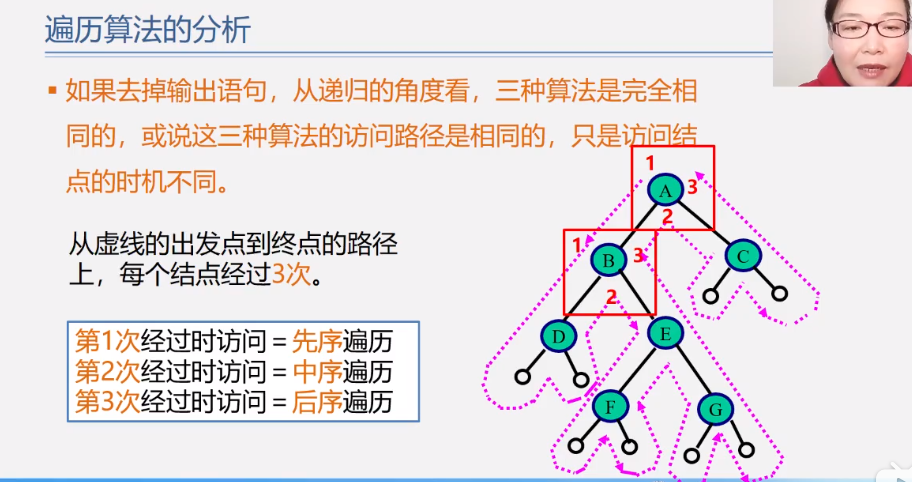 遍历算法的分析
▪ 如果去掉输出语句，从递归的角度看，三种算法是完全相
同的，或说这三种算法的访问路径是相同的，只是访问结
点的时机不同。
从虚线的出发点到终点的路径
上，每个结点经过3次。
第1次经过时访问＝先序遍历
第2次经过时访问＝中序遍历
第3次经过时访问＝后序遍历
1
A 3
2
1
B 3
C
2
D
E
F
G